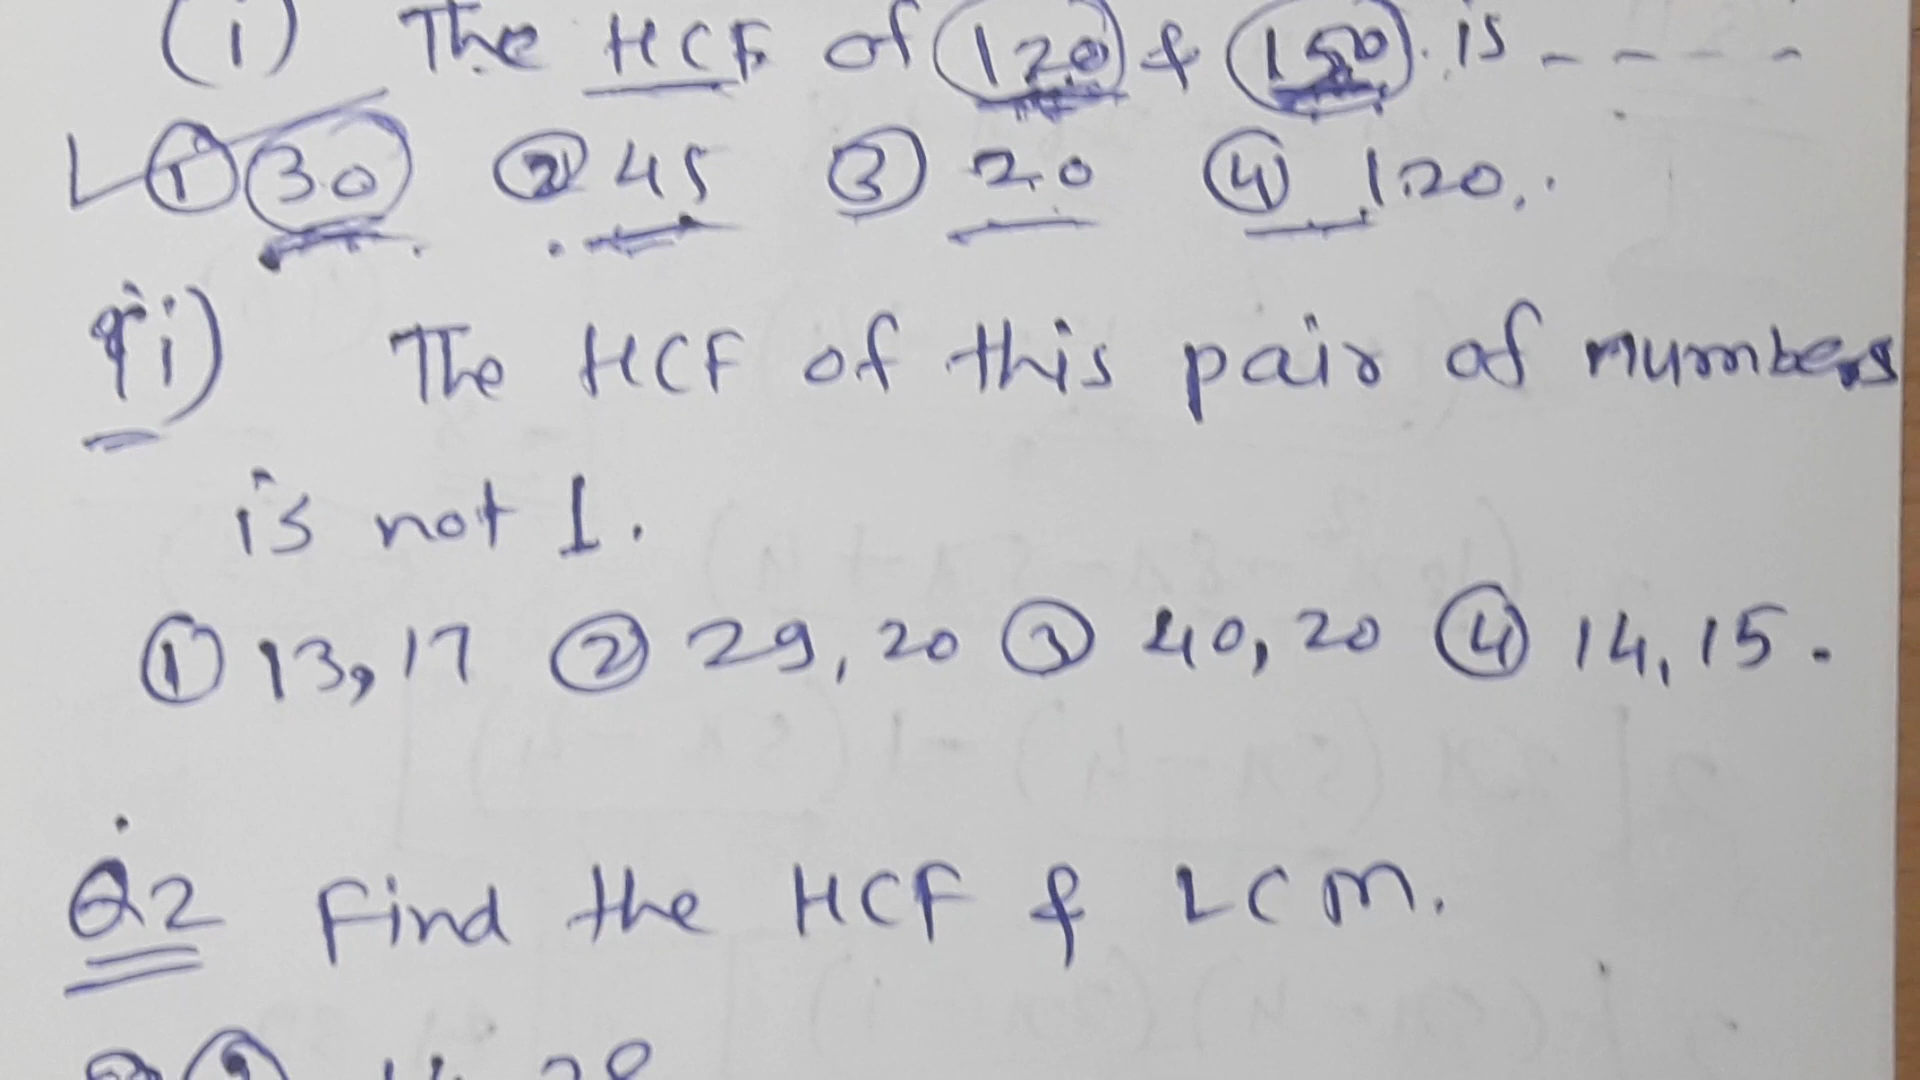 (i) The HCF of 120 & 150 is - - - -
① 30 ② 45 ③ 20 ④ 120.
ii) The HCF of this pair of numbers
is not 1.
① 13, 17 ② 29, 20 ③ 40, 20 ④ 14, 15.
Q2 Find the HCF & LCM.